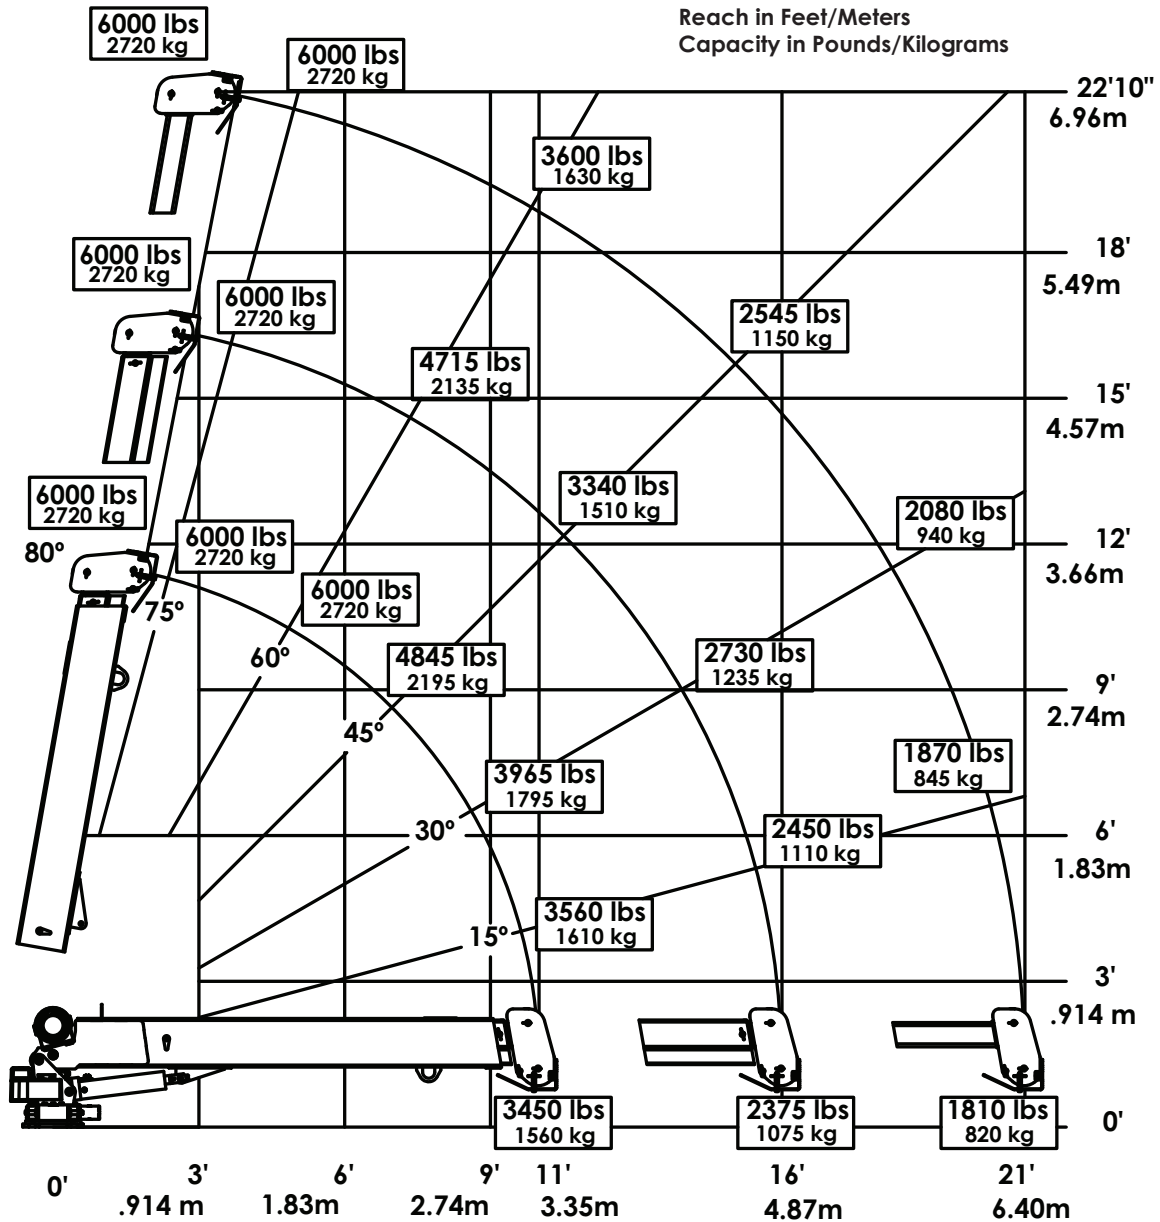 Reach in Feet/Meters
Capacity in Pounds/Kilograms
6000 lbs
2720 kg
6000 lbs
2720 kg
22'10"
6.96m
3600 lbs
1630 kg
6000 lbs
2720 kg
18'
5.49m
6000 lbs
2720 kg
2545 lbs
1150 kg
4715 lbs
2135 kg
15'
4.57m
6000 lbs
2720 kg
3340 lbs
1510 kg
2080 lbs
940 kg
80º
6000 lbs
2720 kg
12'
3.66m
75º
6000 lbs
2720 kg
60º
4845 lbs
2195 kg
2730 lbs
1235 kg
9'
2.74m
45º
3965 lbs
1795 kg
1870 lbs
845 kg
30º
2450 lbs
1110 kg
6'
1.83m
15º
3560 lbs
1610 kg
3'
.914 m
3450 lbs
1560 kg
2375 lbs
1075 kg
1810 lbs
820 kg
0'
0'
3'
.914 m
6'
1.83m
9'
2.74m
11'
3.35m
16'
4.87m
21'
6.40m